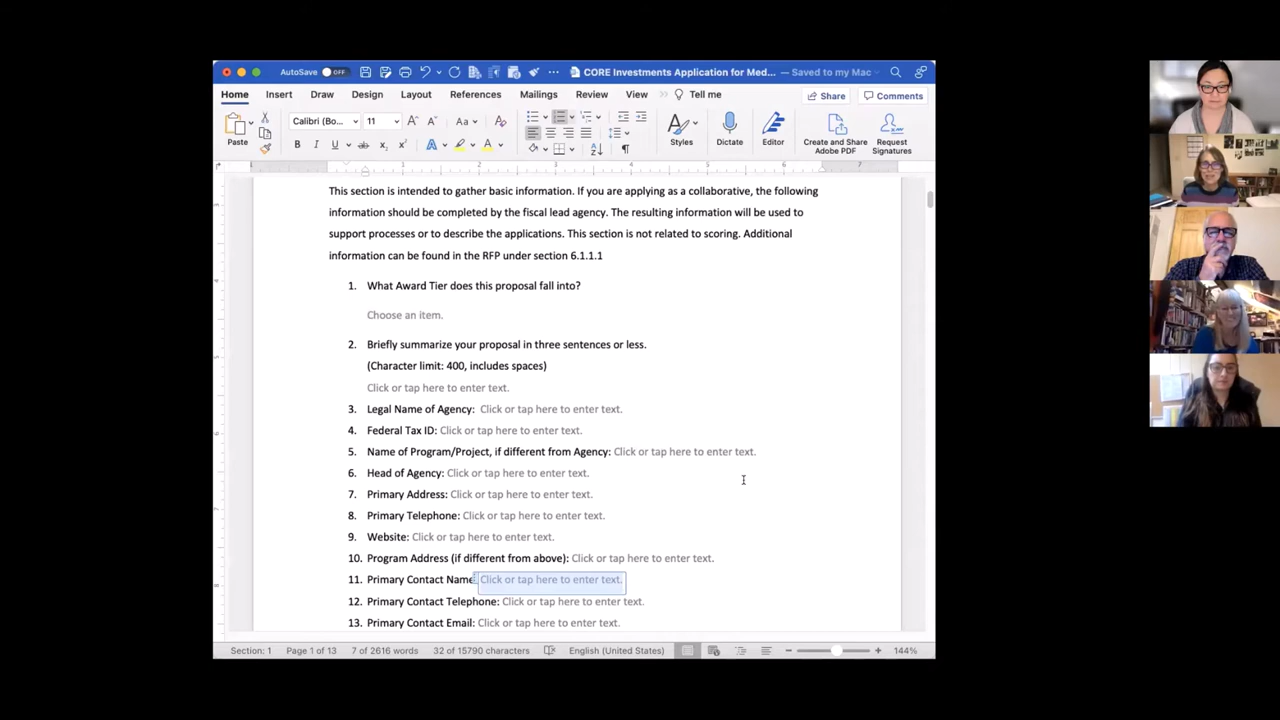 AutoSave OFF ... CORE Investments Application for Med... — Saved to my Mac
Home Insert Draw Design Layout References Mailings Review View Tell me Share Comments
Paste Calibri (Bo... 11 Styles Dictate Editor Create and Share Adobe PDF Request Signatures
This section is intended to gather basic information. If you are applying as a collaborative, the following
information should be completed by the fiscal lead agency. The resulting information will be used to
support processes or to describe the applications. This section is not related to scoring. Additional
information can be found in the RFP under section 6.1.1.1
1. What Award Tier does this proposal fall into?
Choose an item.
2. Briefly summarize your proposal in three sentences or less.
(Character limit: 400, includes spaces)
Click or tap here to enter text.
3. Legal Name of Agency: Click or tap here to enter text.
4. Federal Tax ID: Click or tap here to enter text.
5. Name of Program/Project, if different from Agency: Click or tap here to enter text.
6. Head of Agency: Click or tap here to enter text.
7. Primary Address: Click or tap here to enter text.
8. Primary Telephone: Click or tap here to enter text.
9. Website: Click or tap here to enter text.
10. Program Address (if different from above): Click or tap here to enter text.
11. Primary Contact Name Click or tap here to enter text.
12. Primary Contact Telephone: Click or tap here to enter text.
13. Primary Contact Email: Click or tap here to enter text.
Section: 1 Page 1 of 13 7 of 2616 words 32 of 15790 characters English (United States) 144%